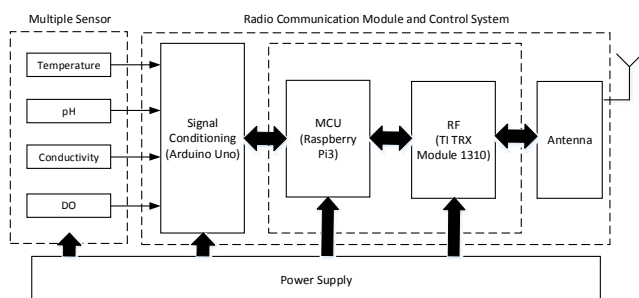 Multiple Sensor
Radio Communication Module and Control System
Temperature
pH
Conductivity
DO
Signal
Conditioning
(Arduino Uno)
MCU
(Raspberry
Pi3)
RF
(TI TRX
Module 1310)
Antenna
Power Supply